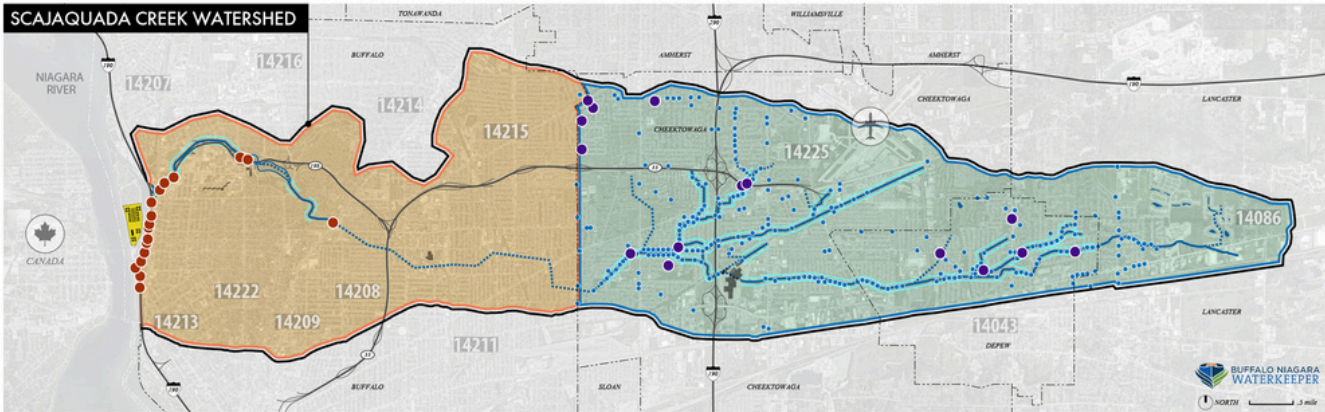 SCAJAQUADA CREEK WATERSHED
TONAWANDA
WILLIAMSVILLE
290
BUFFALO
AMHERST
AMHERST
14216
NIAGARA
RIVER
190
14207
190
CHEEKTOWAGA
LANCASTER
14214
14215
CHEEKTOWAGA
14225
198
33
14086
CANADA
14222
14208
14213
14209
14043
LANCASTER
14211
DEPEW
33
190
BUFFALO
SLOAN
190
CHEEKTOWAGA
BUFFALO NIAGARA
WATERKEEPER
NORTH
.5 mile